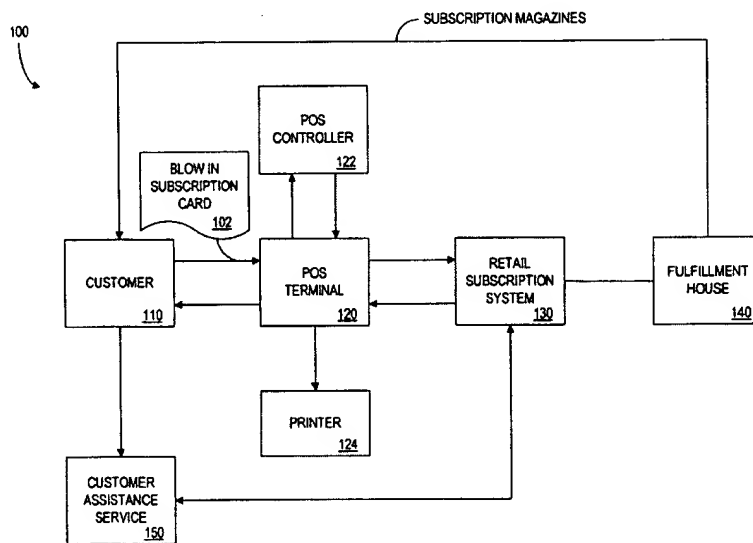 SUBSCRIPTION MAGAZINES
100
POS
CONTROLLER
122
BLOW IN
SUBSCRIPTION
CARD
102
CUSTOMER
110
POS
TERMINAL
120
RETAIL
SUBSCRIPTION
SYSTEM
130
FULFILLMENT
HOUSE
140
PRINTER
124
CUSTOMER
ASSISTANCE
SERVICE
150